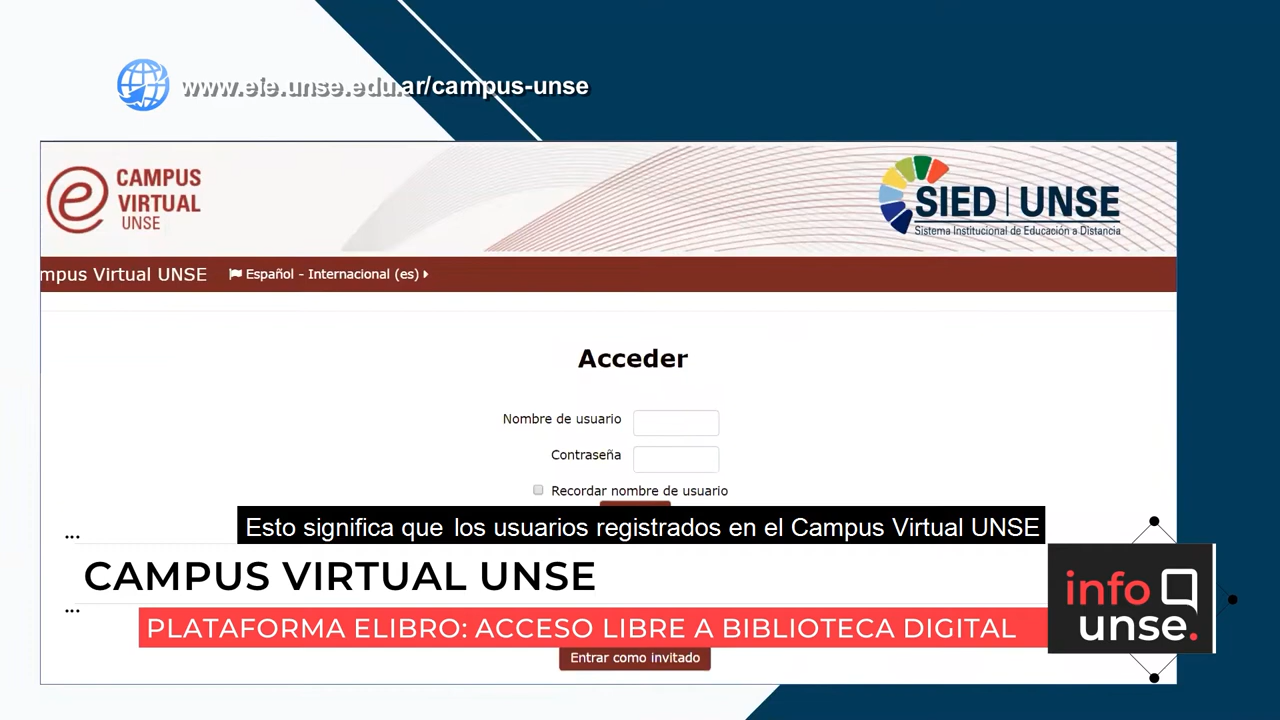 www.efe.unse.edu.ar/campus-unse
CAMPUS
VIRTUAL
UNSE
SIED | UNSE
Sistema Institucional de Educación a Distancia
mpus Virtual UNSE
Español - Internacional (es)
Acceder
Nombre de usuario
Contraseña
Recordar nombre de usuario
Esto significa que los usuarios registrados en el Campus Virtual UNSE
CAMPUS VIRTUAL UNSE
info
unse.
PLATAFORMA ELIBRO: ACCESO LIBRE A BIBLIOTECA DIGITAL
Entrar como invitado